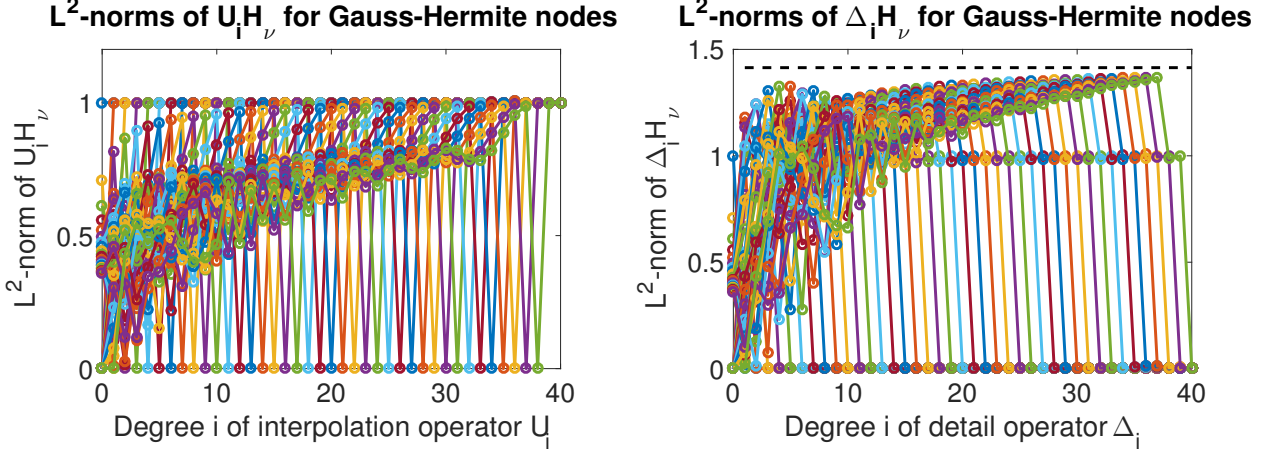 L²-norms of UᵢH_ν for Gauss-Hermite nodes
L²-norm of UᵢH_ν
1
0.5
0
0 10 20 30 40
Degree i of interpolation operator Uᵢ
L²-norms of ΔᵢH_ν for Gauss-Hermite nodes
L²-norm of ΔᵢH_ν
1.5
1
0.5
0
0 10 20 30 40
Degree i of detail operator Δᵢ